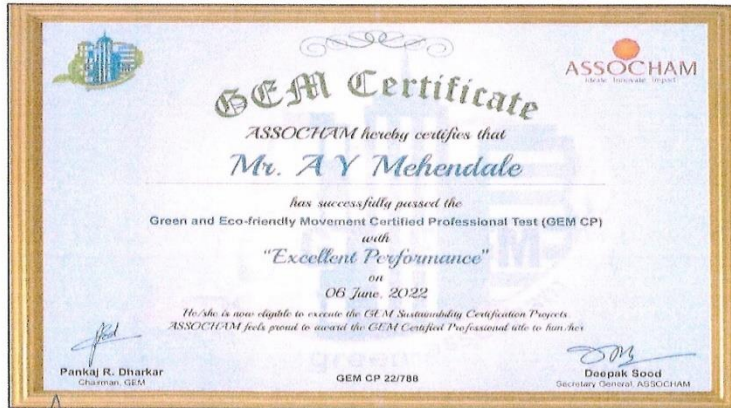 ASSOCHAM
GEM Certificate
ASSOCHAM hereby certifies that
Mr. A Y Mehendale
has successfully passed the
Green and Eco-friendly Movement Certified Professional Test (GEM CP)
with
"Excellent Performance"
on
06 June, 2022
He/she is now eligible to execute the GEM Sustainability Certification Projects.
ASSOCHAM feels proud to award the GEM Certified Professional title to him/her
Pankaj R. Dharkar
Chairman, GEM
GEM CP 22/788
Deepak Sood
Secretary General, ASSOCHAM